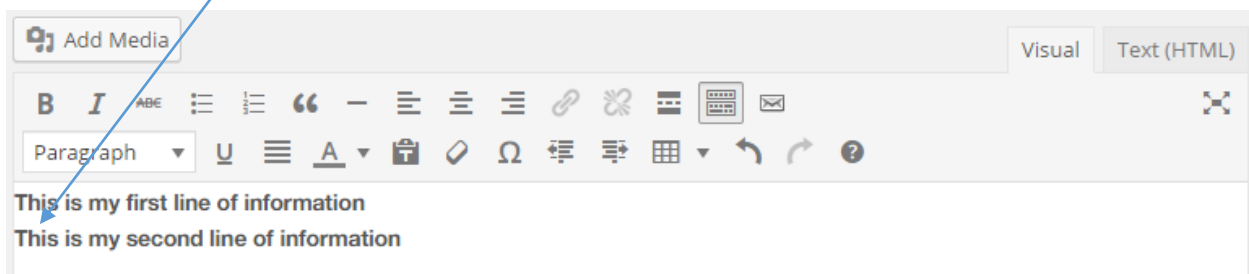 Add Media
Visual Text (HTML)
B I ABE
Paragraph U A Ω
This is my first line of information
This is my second line of information